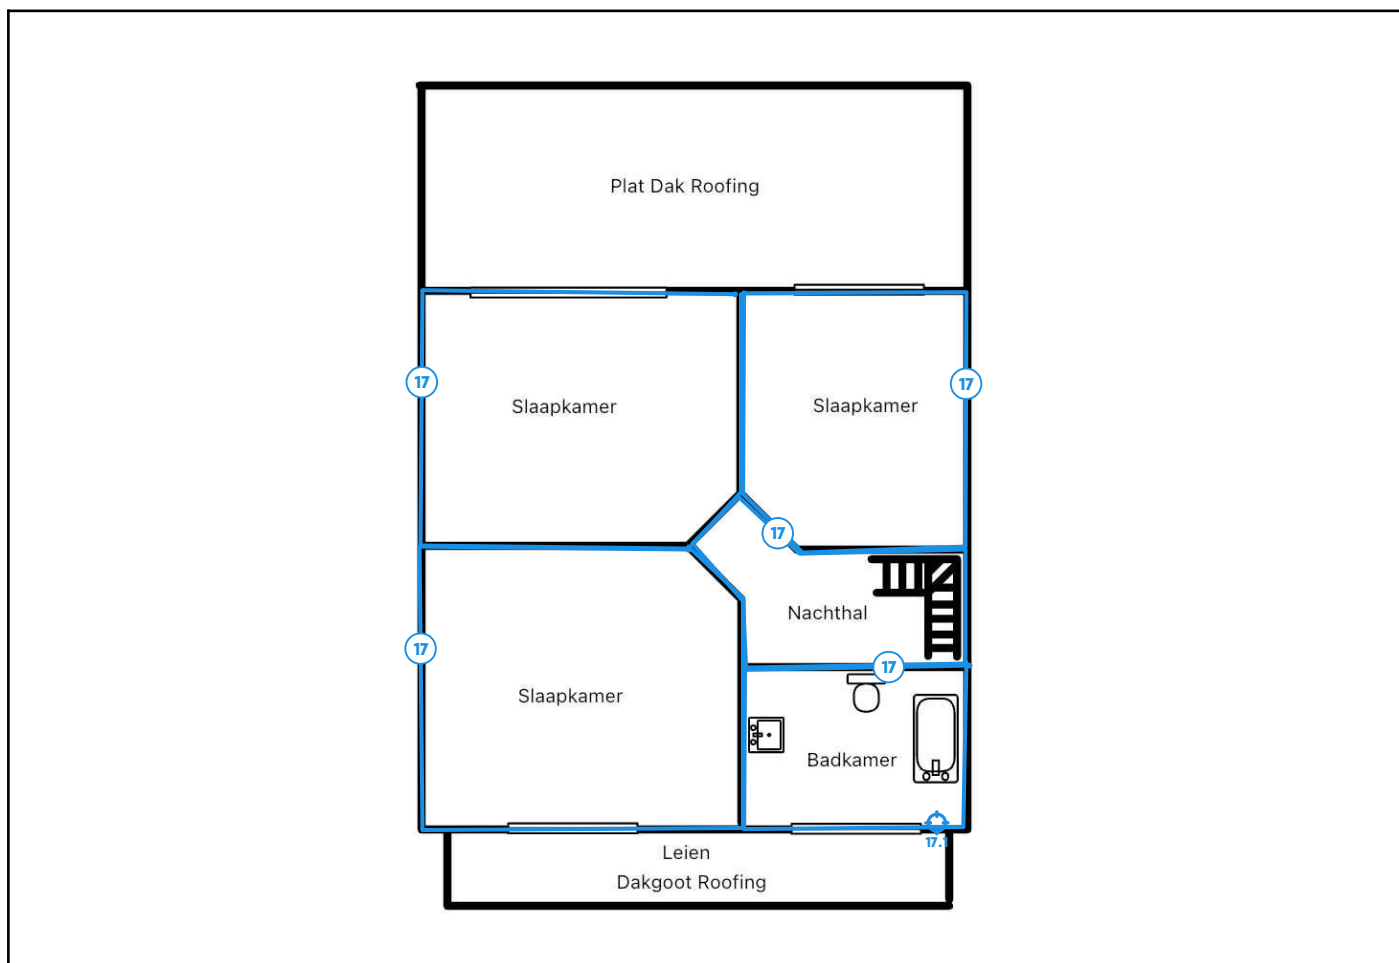 Plat Dak Roofing
17
Slaapkamer
Slaapkamer
17
17
Nachthal
17
17
Slaapkamer
Badkamer
17.1
Leien
Dakgoot Roofing